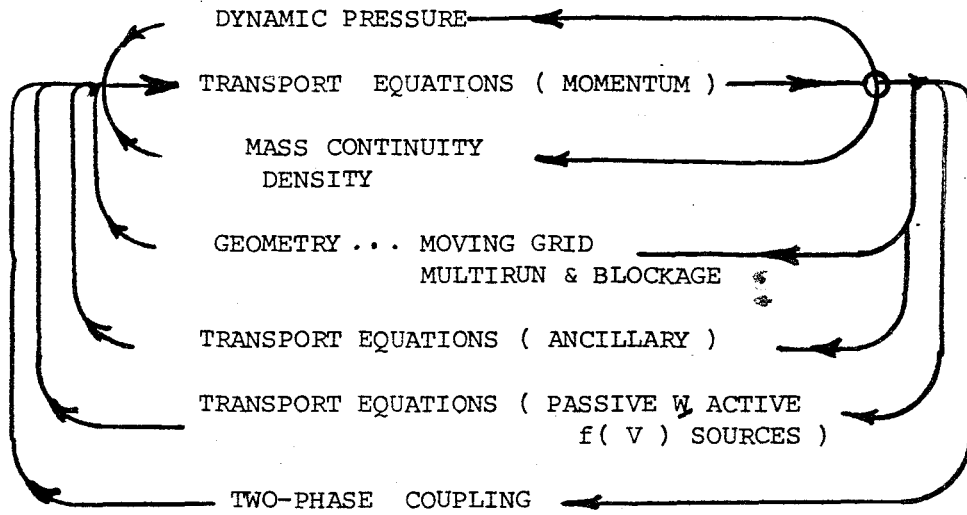 DYNAMIC PRESSURE
TRANSPORT EQUATIONS ( MOMENTUM )
MASS CONTINUITY
DENSITY
GEOMETRY ... MOVING GRID
MULTIRUN & BLOCKAGE
TRANSPORT EQUATIONS ( ANCILLARY )
TRANSPORT EQUATIONS ( PASSIVE W ACTIVE
f( V ) SOURCES )
TWO-PHASE COUPLING